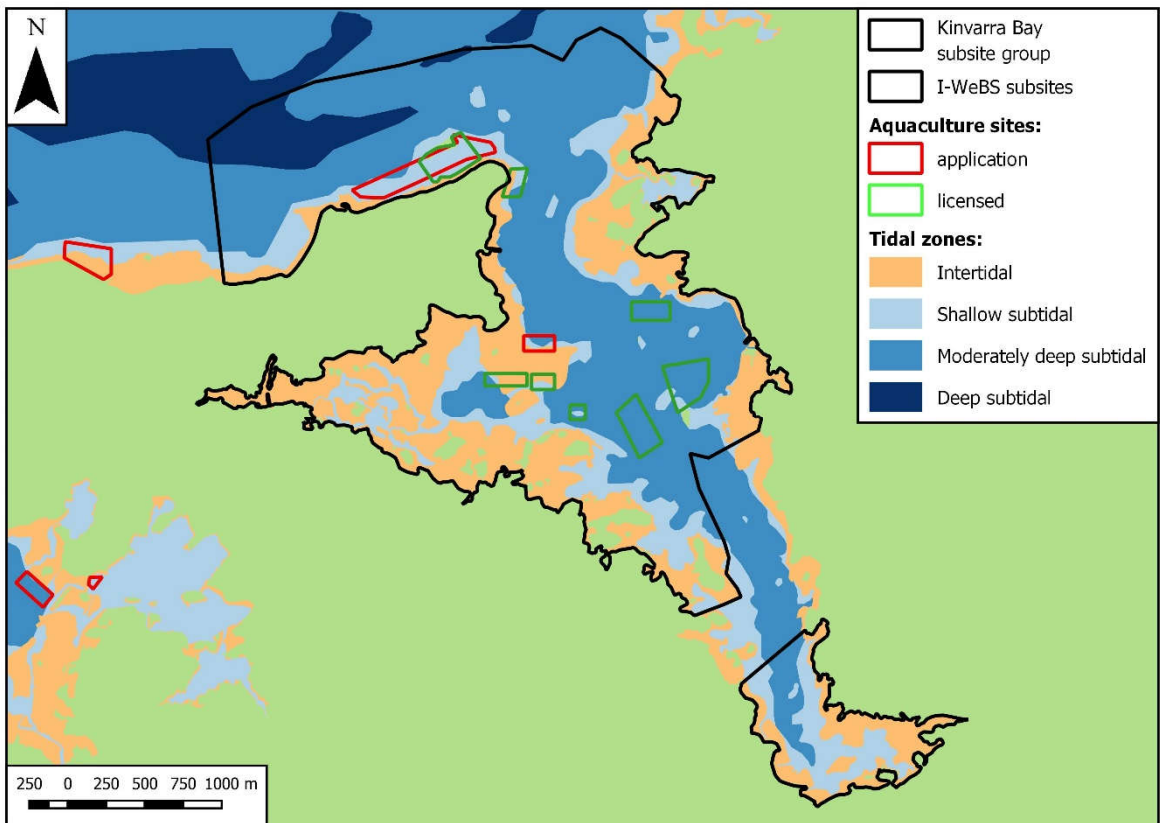 N
Kinvarra Bay
subsite group
I-WeBS subsites
Aquaculture sites:
application
licensed
Tidal zones:
Intertidal
Shallow subtidal
Moderately deep subtidal
Deep subtidal
250 0 250 500 750 1000 m